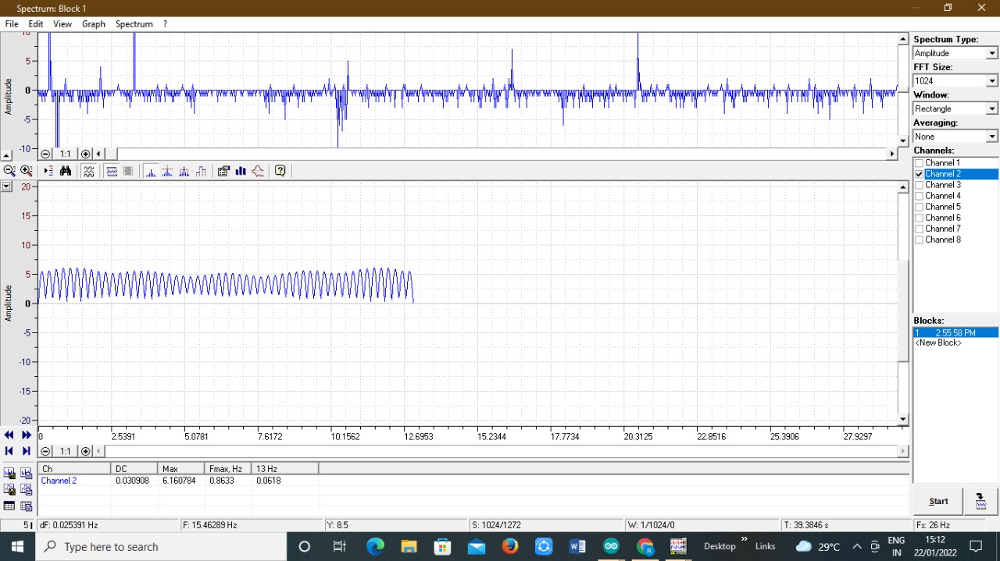 Spectrum: Block 1
File Edit View Graph Spectrum ?
10
5
0
-5
-10
Amplitude
1:1
Spectrum Type:
Amplitude
FFT Size:
1024
Window:
Rectangle
Averaging:
None
Channels:
Channel 1
Channel 2
Channel 3
Channel 4
Channel 5
Channel 6
Channel 7
Channel 8
20
15
10
5
0
-5
-10
-15
-20
Amplitude
0 2.5391 5.0781 7.6172 10.1562 12.6953 15.2344 17.7734 20.3125 22.8516 25.3906 27.9297
1:1
Blocks:
1 2:55:58 PM
<New Block>
Ch DC Max Fmax, Hz 13 Hz
Channel 2 0.030908 6.160784 0.8633 0.0618
Start
5 dF: 0.025391 Hz F: 15.46289 Hz Y: 8.5 S: 1024/1272 W: 1/1024/0 T: 39.3846 s Fs: 26 Hz
Type here to search
Desktop » Links 29°C ENG IN 15:12 22/01/2022